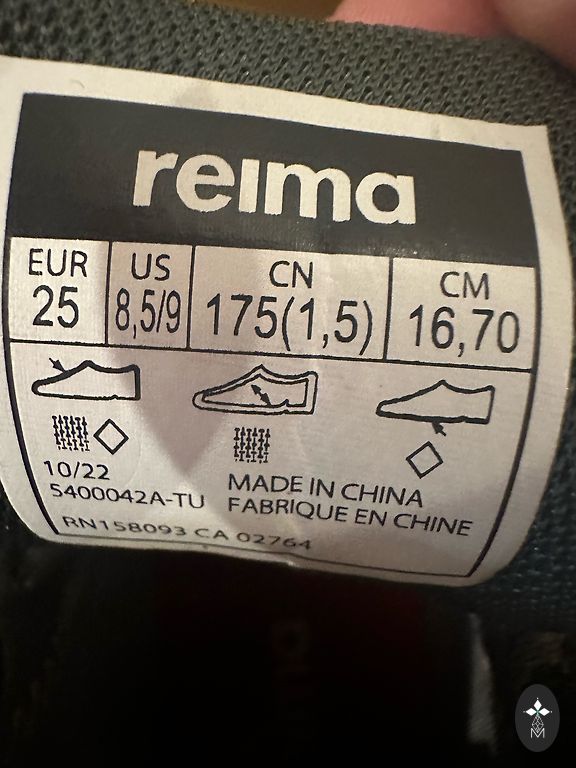 reima
EUR US CN CM
25 8,5/9 175(1,5) 16,70
10/22
5400042A-TU
MADE IN CHINA
FABRIQUE EN CHINE
RN158093 CA 02764
M